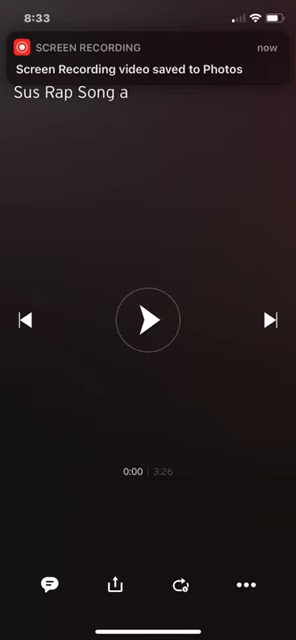 8:33
SCREEN RECORDING now
Screen Recording video saved to Photos
Sus Rap Song a
0:00 | 3:26